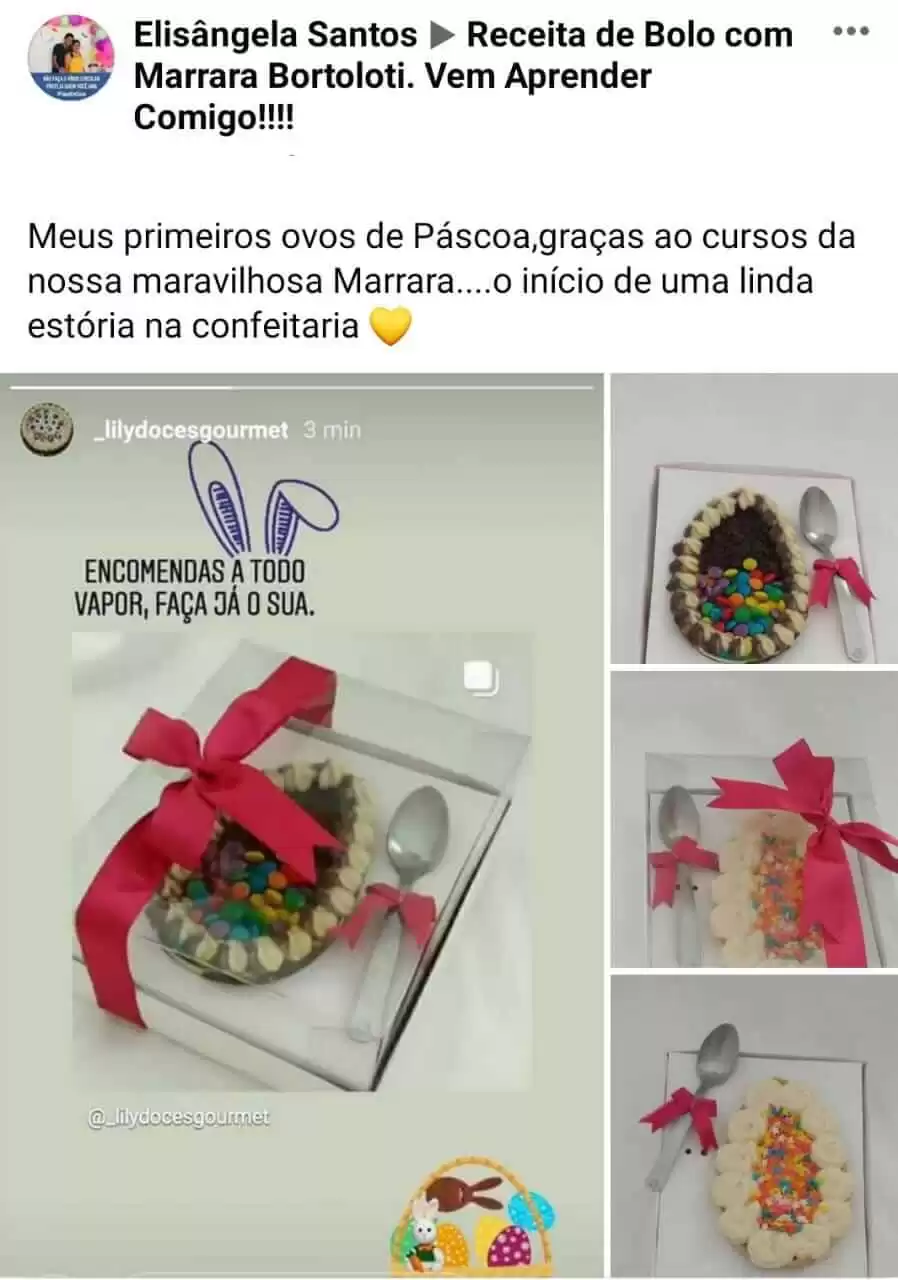 Elisângela Santos ▶ Receita de Bolo com
Marrara Bortoloti. Vem Aprender
Comigo!!!!
Meus primeiros ovos de Páscoa,graças ao cursos da
nossa maravilhosa Marrara....o início de uma linda
estória na confeitaria 💛
_lilydocesgourmet 3 min
ENCOMENDAS A TODO
VAPOR, FAÇA JÁ O SUA.
@_lilydocesgourmet